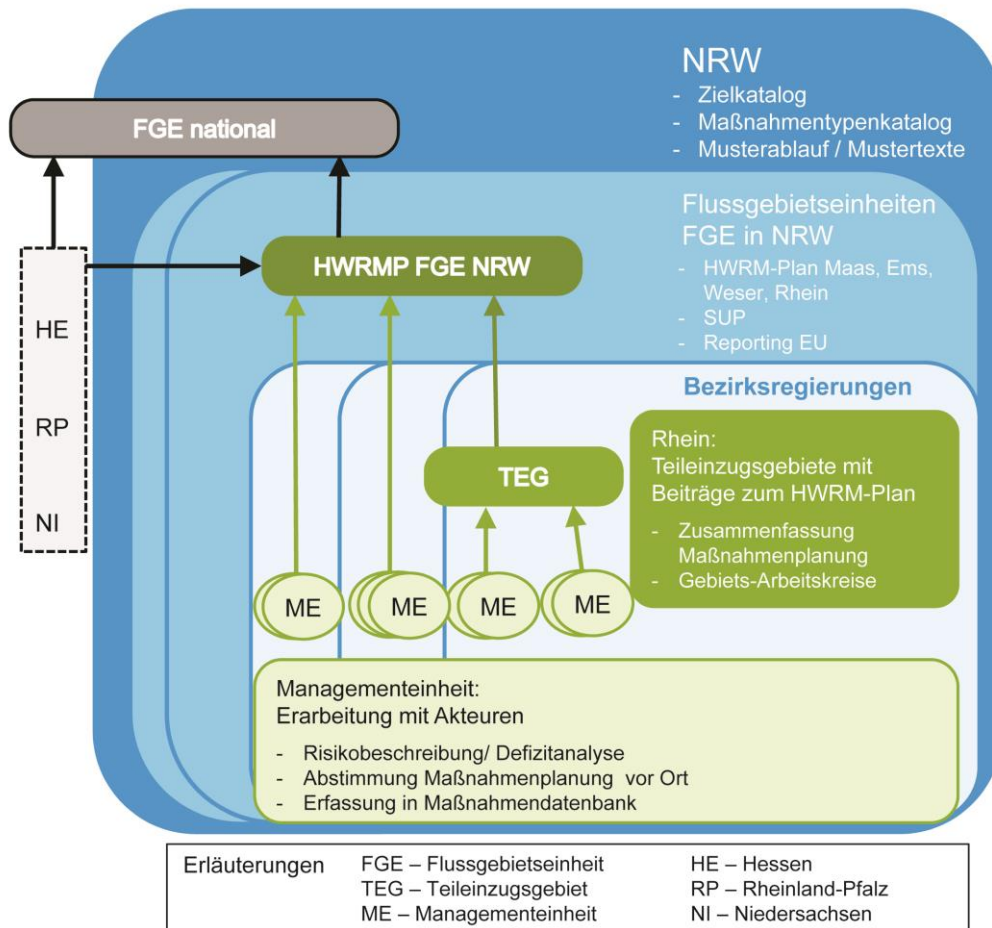 NRW
- Zielkatalog
- Maßnahmentypenkatalog
- Musterablauf / Mustertexte
FGE national
Flussgebietseinheiten
FGE in NRW
- HWRM-Plan Maas, Ems,
Weser, Rhein
- SUP
- Reporting EU
HWRMP FGE NRW
HE
RP
NI
Bezirksregierungen
Rhein:
Teileinzugsgebiete mit
Beiträge zum HWRM-Plan
- Zusammenfassung
Maßnahmenplanung
- Gebiets-Arbeitskreise
TEG
ME
ME
ME
ME
Managementeinheit:
Erarbeitung mit Akteuren
- Risikobeschreibung/ Defizitanalyse
- Abstimmung Maßnahmenplanung vor Ort
- Erfassung in Maßnahmendatenbank
Erläuterungen
FGE – Flussgebietseinheit
TEG – Teileinzugsgebiet
ME – Managementeinheit
HE – Hessen
RP – Rheinland-Pfalz
NI – Niedersachsen